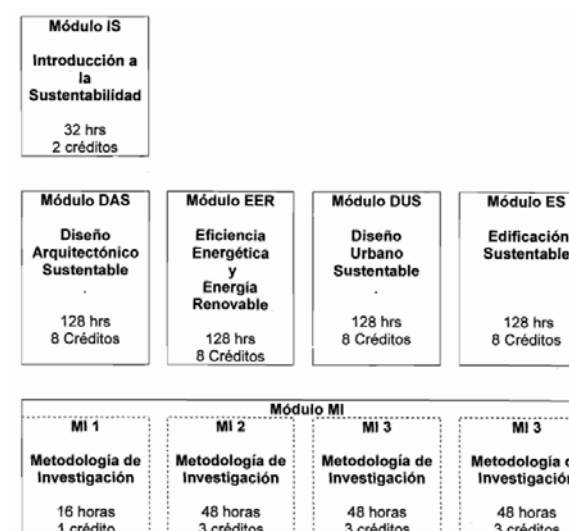 Módulo IS
Introducción a
la
Sustentabilidad
32 hrs
2 créditos
Módulo DAS
Diseño
Arquitectónico
Sustentable
.
128 hrs
8 Créditos
Módulo EER
Eficiencia
Energética
y
Energía
Renovable
128 hrs
8 Créditos
Módulo DUS
Diseño
Urbano
Sustentable
.
128 hrs
8 Créditos
Módulo ES
Edificación
Sustentable
128 hrs
8 Créditos
Módulo MI
MI 1
Metodología de
Investigación
16 horas
1 crédito
MI 2
Metodología de
Investigación
48 horas
3 créditos
MI 3
Metodología de
Investigación
48 horas
3 créditos
MI 3
Metodología d
Investigación
48 horas
3 créditos